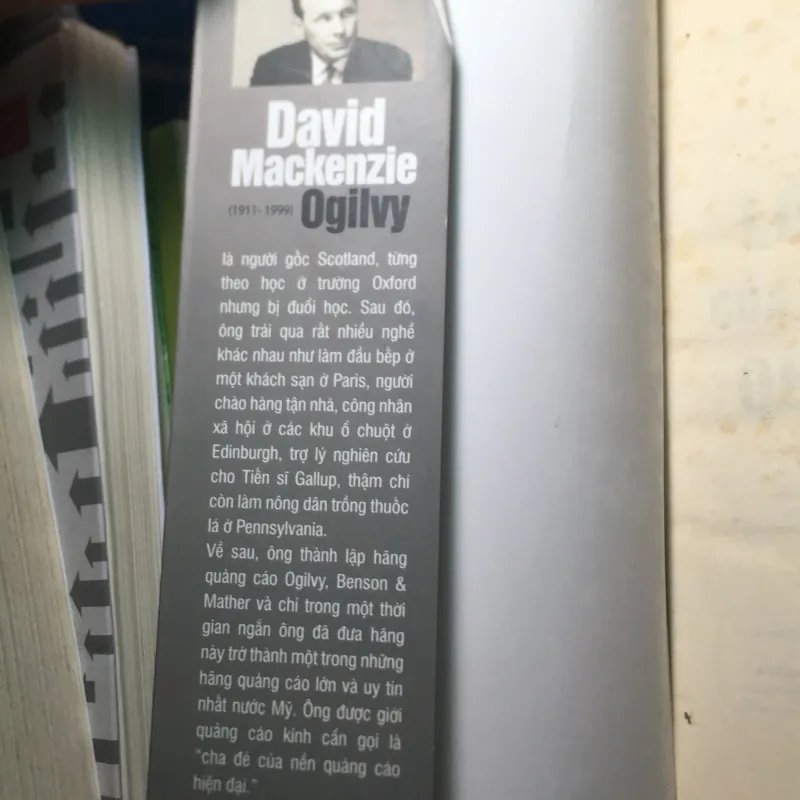 David
Mackenzie
(1911- 1999) Ogilvy
là người gốc Scotland, từng
theo học ở trường Oxford
nhưng bị đuổi học. Sau đó,
ông trải qua rất nhiều nghề
khác nhau như làm đầu bếp ở
một khách sạn ở Paris, người
chào hàng tận nhà, công nhân
xã hội ở các khu ổ chuột ở
Edinburgh, trợ lý nghiên cứu
cho Tiến sĩ Gallup, thậm chí
còn làm nông dân trồng thuốc
lá ở Pennsylvania.
Về sau, ông thành lập hãng
quảng cáo Ogilvy, Benson &
Mather và chỉ trong một thời
gian ngắn ông đã đưa hãng
này trở thành một trong những
hãng quảng cáo lớn và uy tín
nhất nước Mỹ. Ông được giới
quảng cáo kính cẩn gọi là
"cha đẻ của nền quảng cáo
hiện đại."